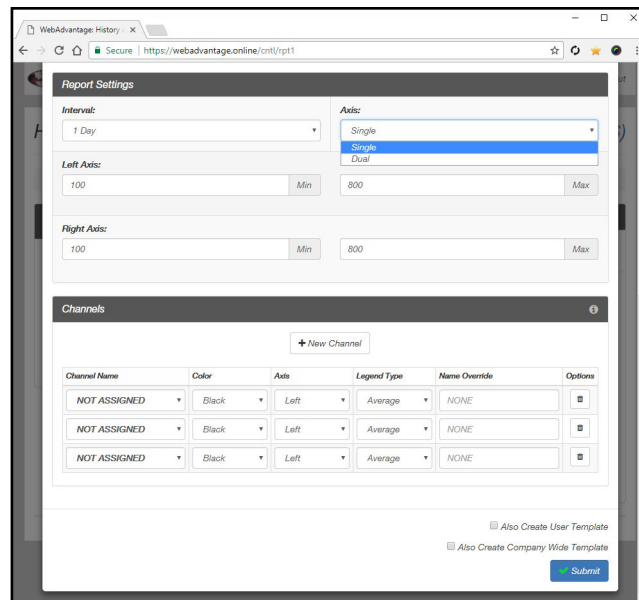 WebAdvantage: History
Secure | https://webadvantage.online/cntl/rpt1
Report Settings
Interval:
Axis:
1 Day
Single
Single
Dual
Left Axis:
100 Min 800 Max
Right Axis:
100 Min 800 Max
Channels
+ New Channel
Channel Name Color Axis Legend Type Name Override Options
NOT ASSIGNED Black Left Average NONE
NOT ASSIGNED Black Left Average NONE
NOT ASSIGNED Black Left Average NONE
Also Create User Template
Also Create Company Wide Template
Submit